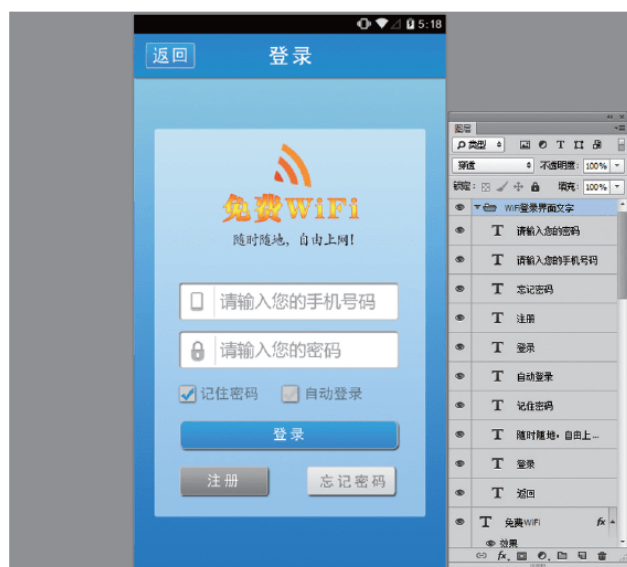 5:18
返回
登录
免费WiFi
随时随地，自由上网！
请输入您的手机号码
请输入您的密码
记住密码
自动登录
登录
注册
忘记密码
图层
类型
穿透
不透明度: 100%
锁定:
填充: 100%
WiFi登录界面文字
T 请输入您的密码
T 请输入您的手机号码
T 忘记密码
T 注册
T 登录
T 自动登录
T 记住密码
T 随时随地，自由上...
T 登录
T 返回
T 免费WiFi fx
效果
fx